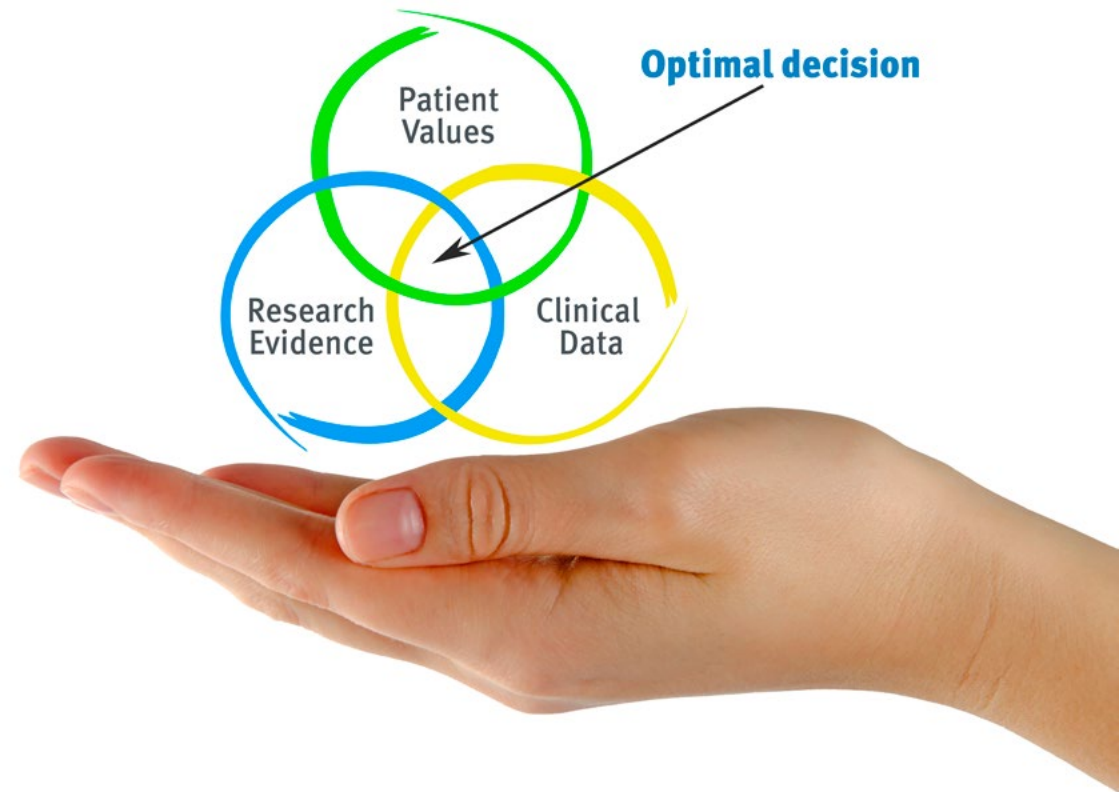 Optimal decision
Patient
Values
Research
Evidence
Clinical
Data